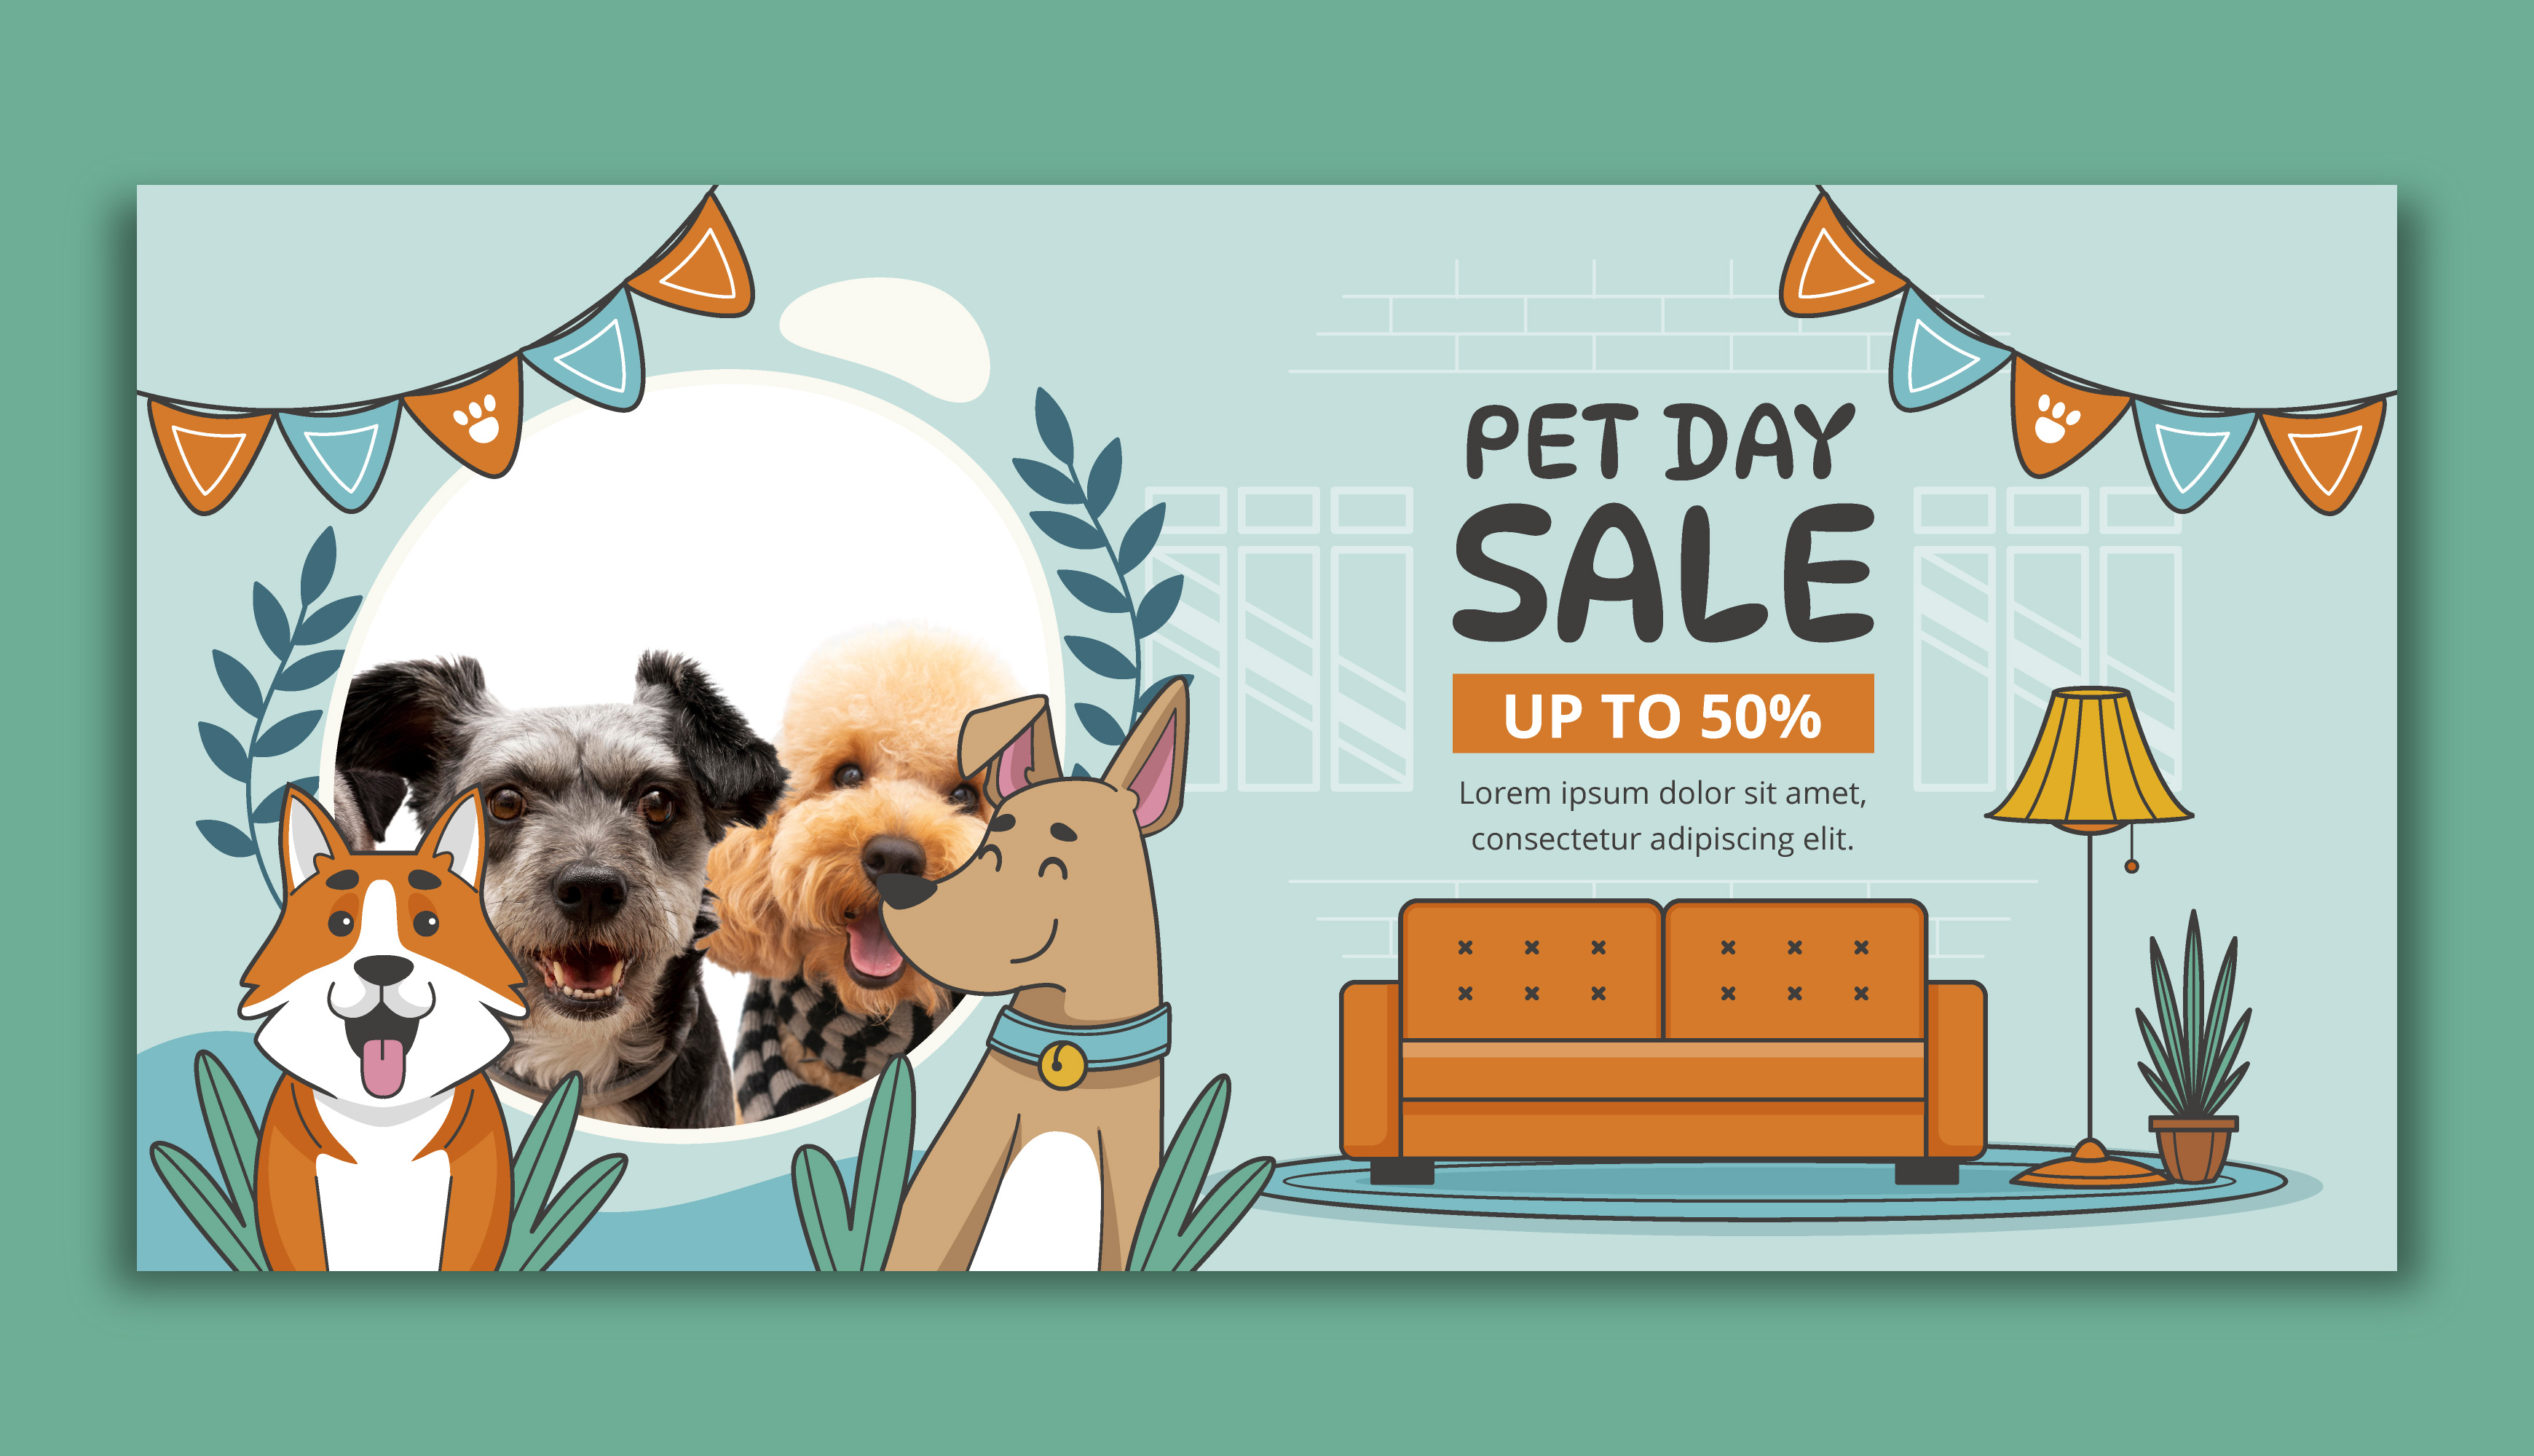 PET DAY
SALE
UP TO 50%
Lorem ipsum dolor sit amet,
consectetur adipiscing elit.